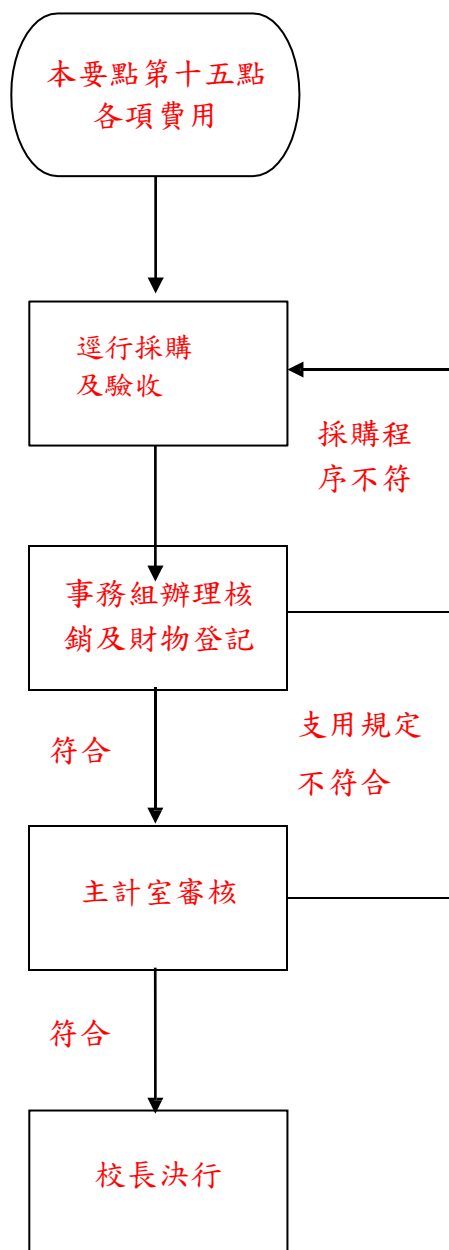 本要點第十五點
各項費用
逕行採購
及驗收
採購程
序不符
事務組辦理核
銷及財物登記
符合
支用規定
不符合
主計室審核
符合
校長決行